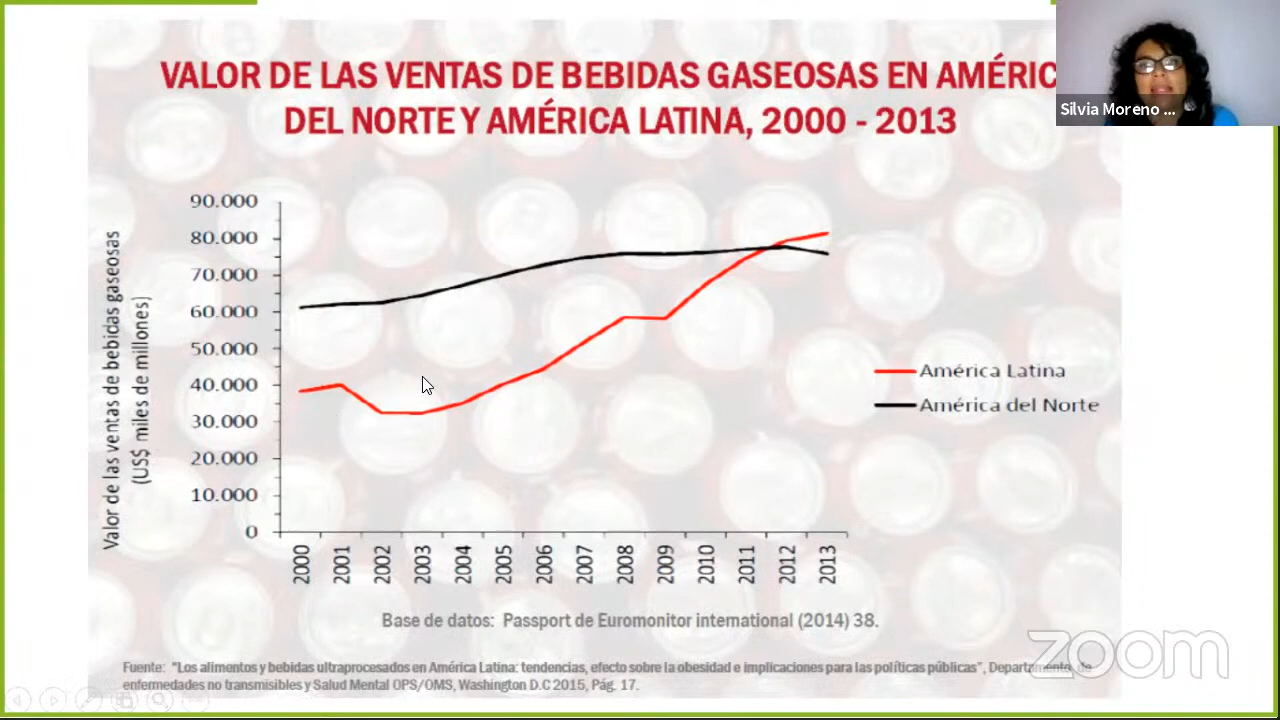 VALOR DE LAS VENTAS DE BEBIDAS GASEOSAS EN AMÉRIC
DEL NORTE Y AMÉRICA LATINA, 2000 - 2013
Silvia Moreno ...
Valor de las ventas de bebidas gaseosas
(US$ miles de millones)
90.000
80.000
70.000
60.000
50.000
40.000
30.000
20.000
10.000
0
2000 2001 2002 2003 2004 2005 2006 2007 2008 2009 2010 2011 2012 2013
América Latina
América del Norte
Base de datos: Passport de Euromonitor international (2014) 38.
Fuente: "Los alimentos y bebidas ultraprocesados en América Latina: tendencias, efecto sobre la obesidad e implicaciones para las políticas públicas", Departamento de
enfermedades no transmisibles y Salud Mental OPS/OMS, Washington D.C 2015, Pág. 17.
zoom